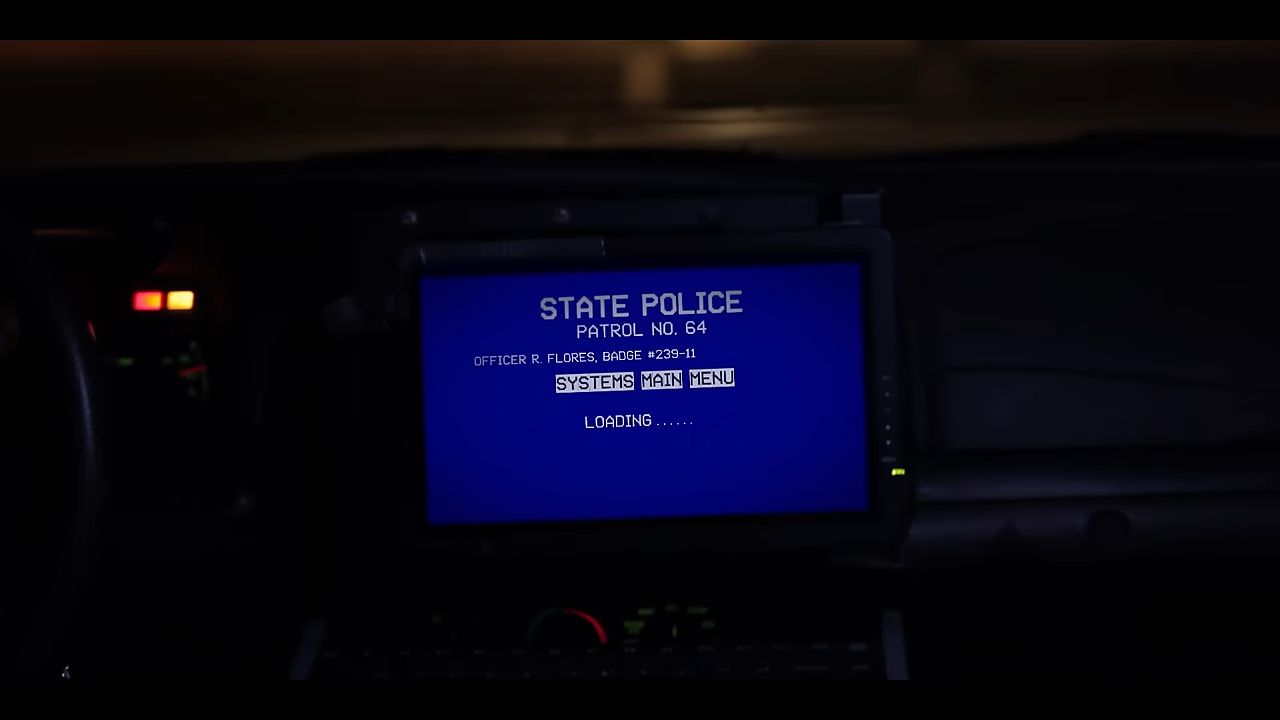 STATE POLICE
PATROL NO. 64
OFFICER R. FLORES, BADGE #239-11
SYSTEMS MAIN MENU
LOADING......